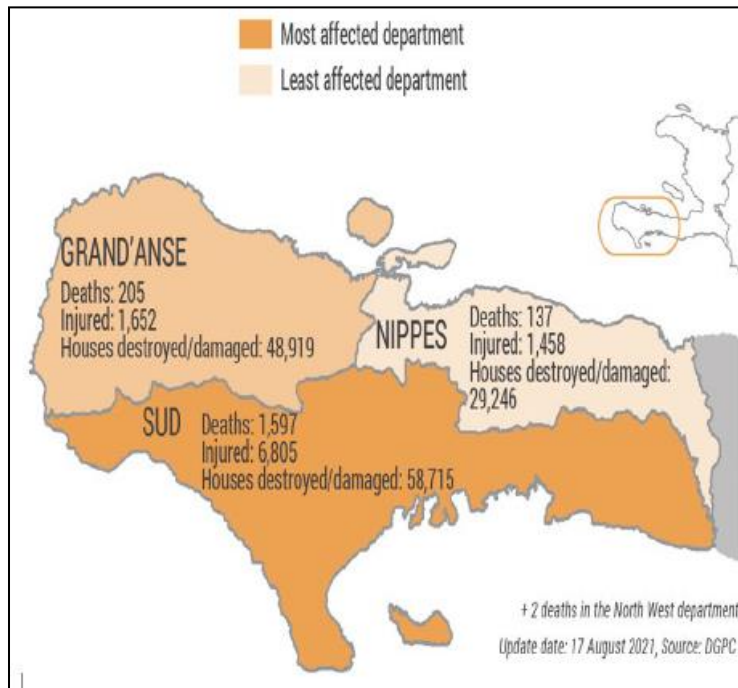 Most affected department
Least affected department
GRAND'ANSE
Deaths: 205
Injured: 1,652
Houses destroyed/damaged: 48,919
NIPPES
Deaths: 137
Injured: 1,458
Houses destroyed/damaged:
29,246
SUD
Deaths: 1,597
Injured: 6,805
Houses destroyed/damaged: 58,715
+ 2 deaths in the North West department
Update date: 17 August 2021, Source: DGPC